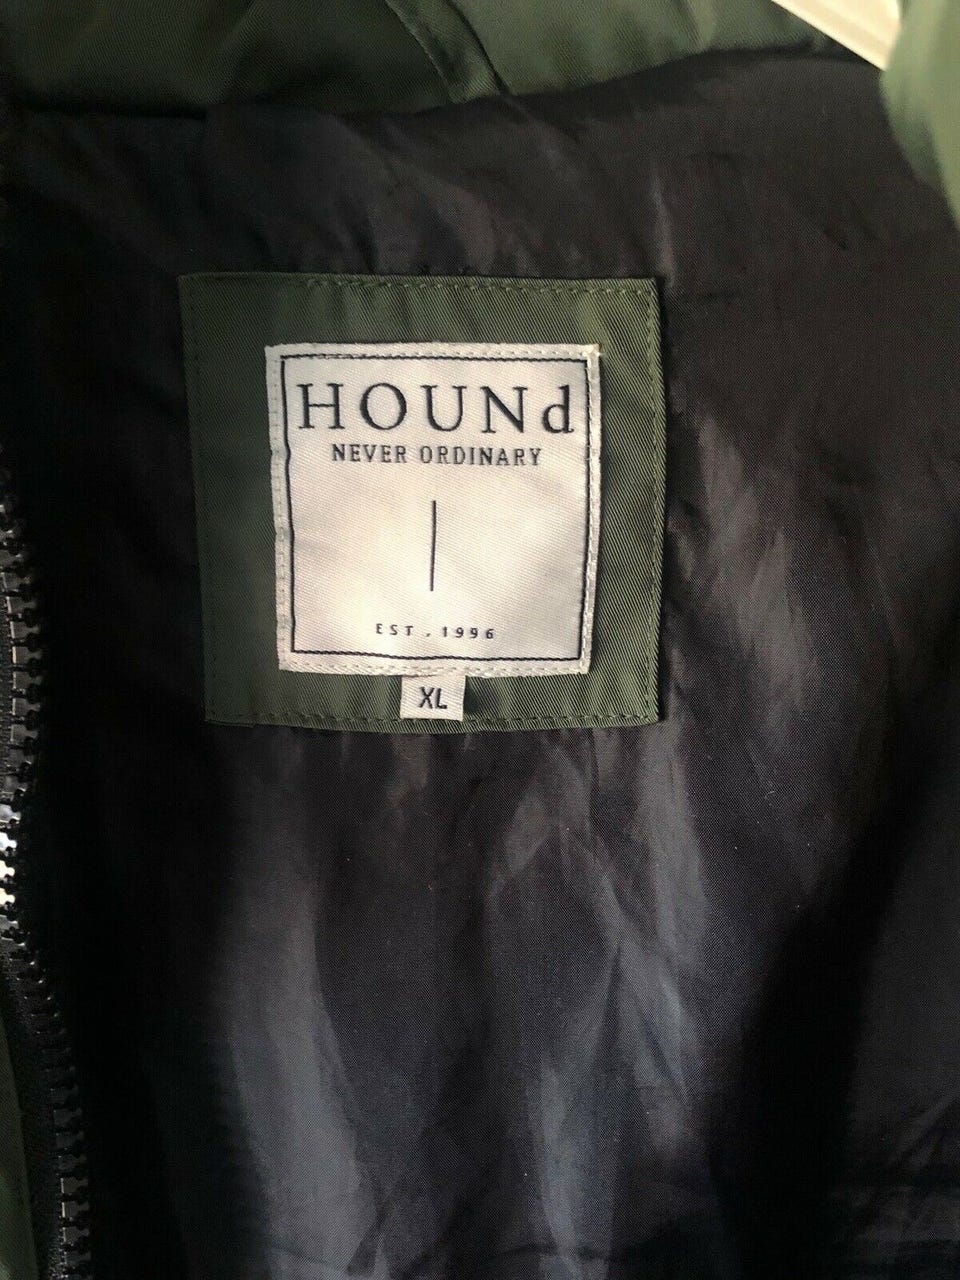 HOUNd
NEVER ORDINARY
EST. 1996
XL